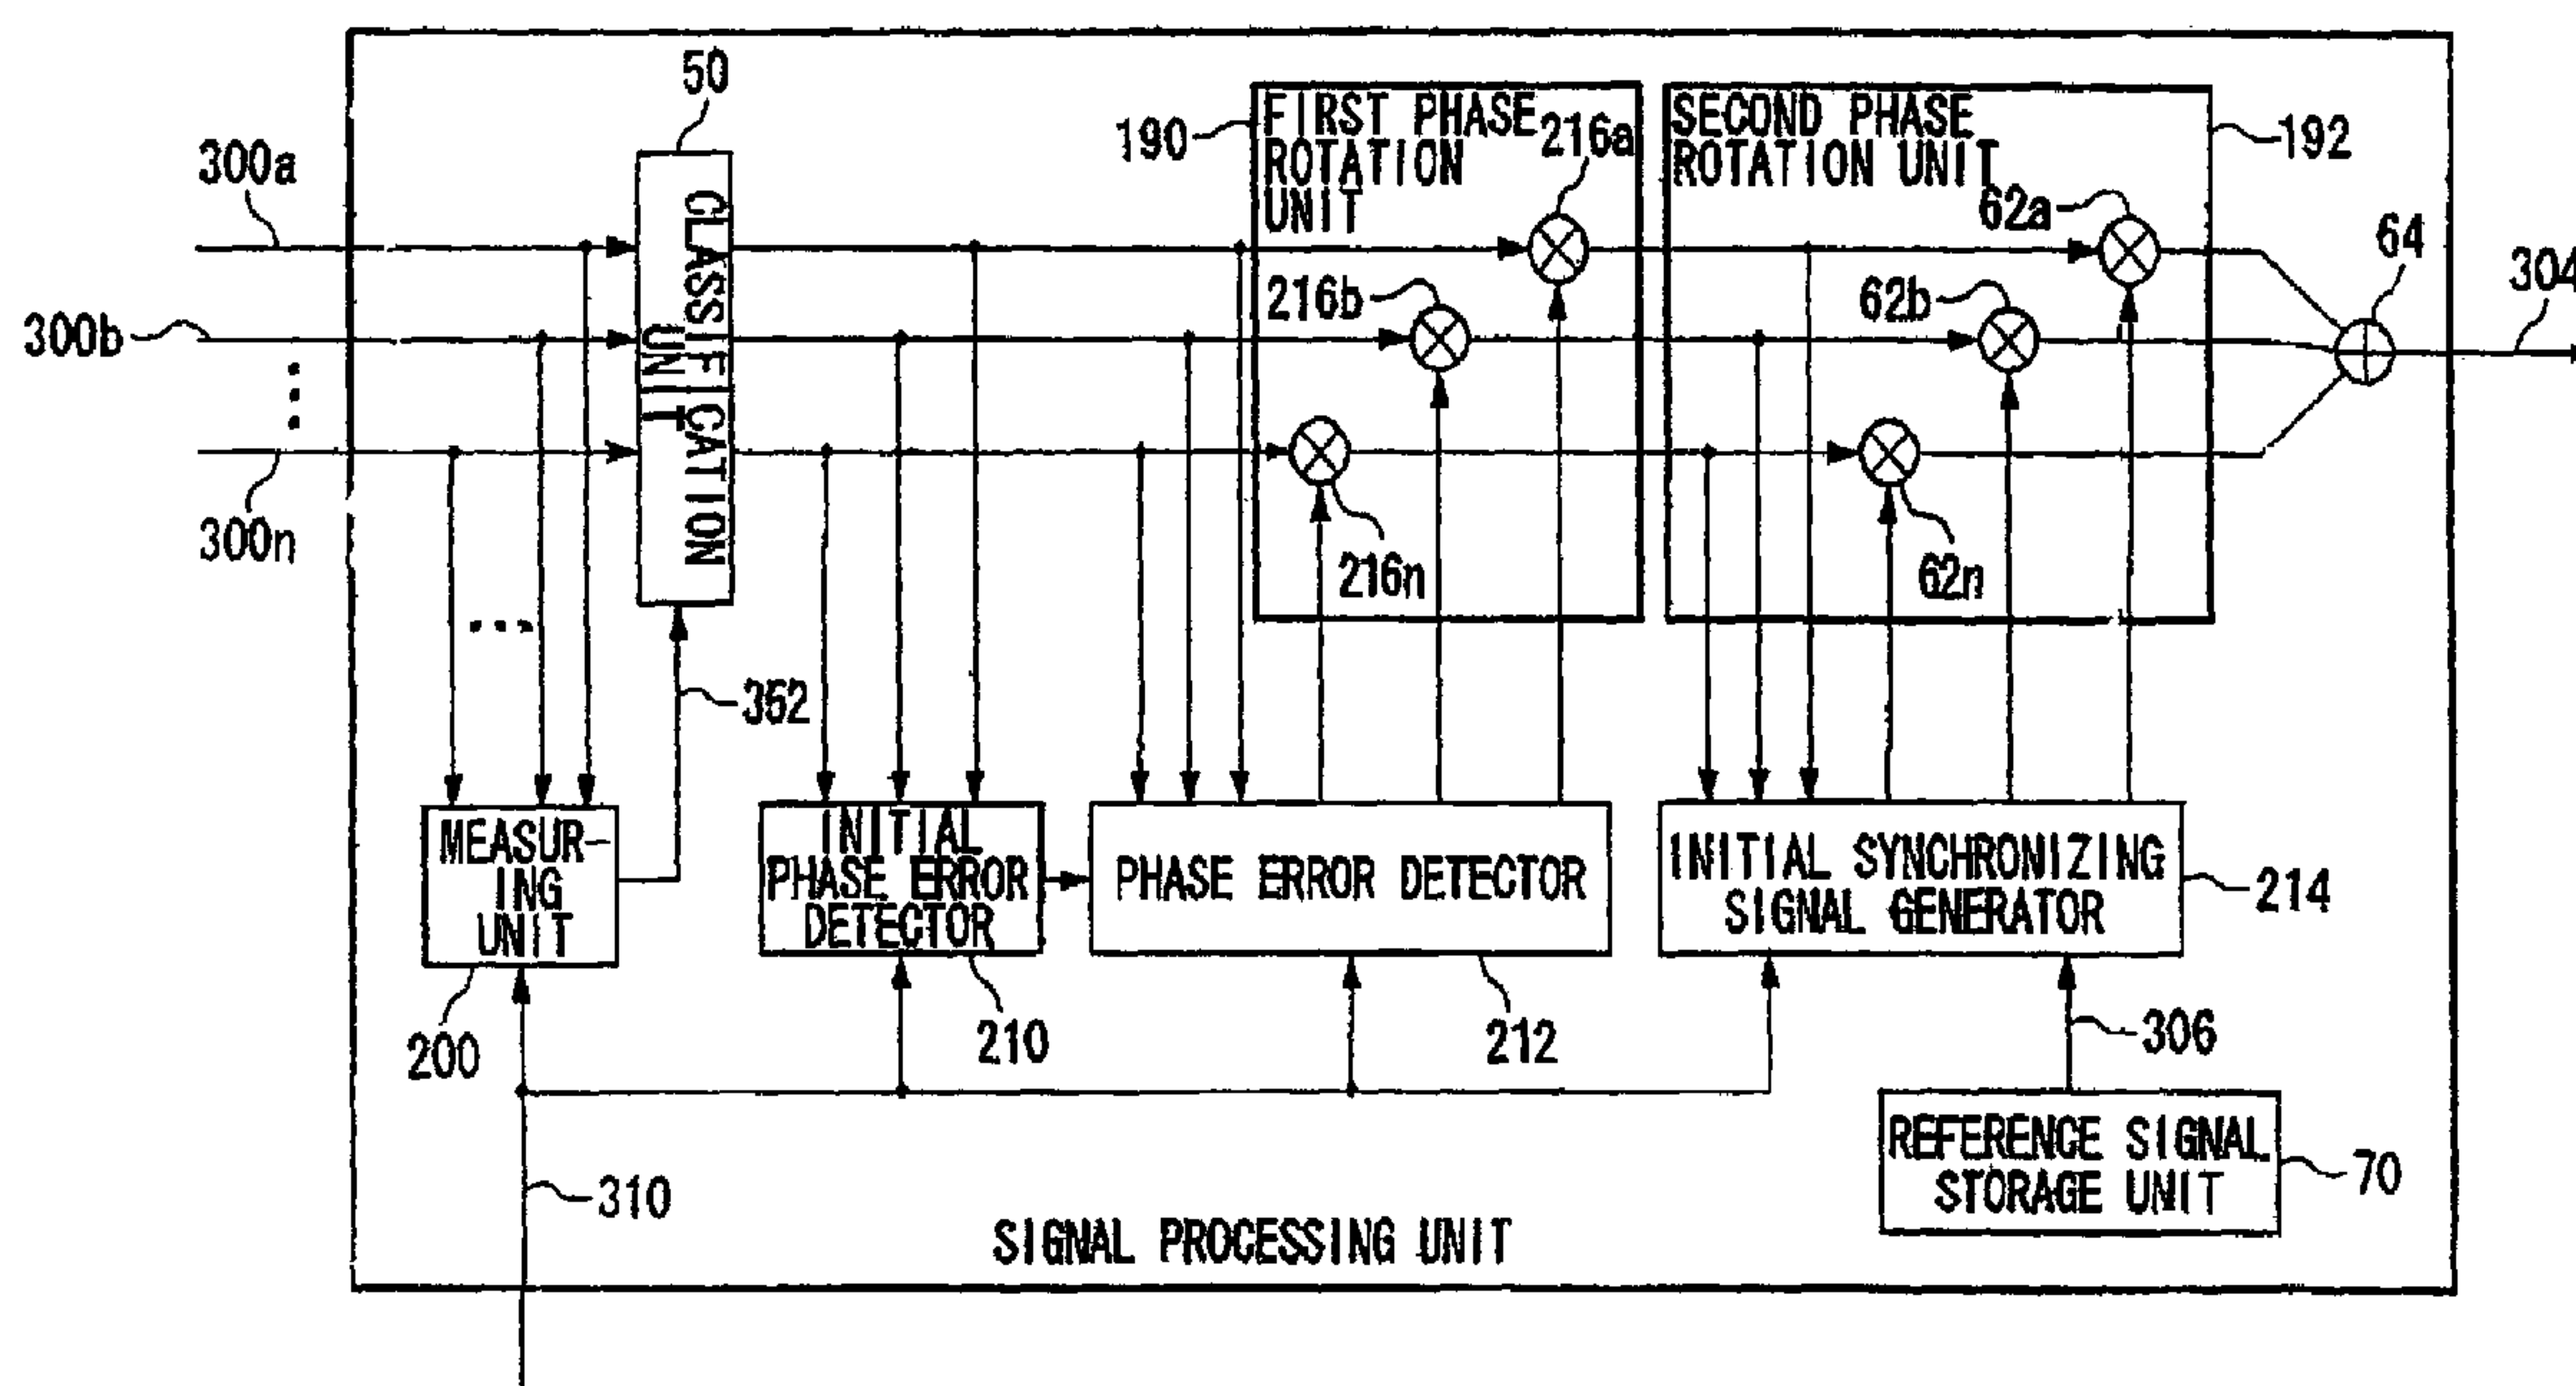 50
300a
300b
300n
CLASSIFICATION
UNIT
190
FIRST PHASE
ROTATION
UNIT
216a
216b
216n
SECOND PHASE
ROTATION UNIT
192
62a
62b
62n
64
304
352
MEASUR-
ING
UNIT
200
INITIAL
PHASE ERROR
DETECTOR
210
PHASE ERROR DETECTOR
212
INITIAL SYNCHRONIZING
SIGNAL GENERATOR
214
306
REFERENCE SIGNAL
STORAGE UNIT
70
310
SIGNAL PROCESSING UNIT